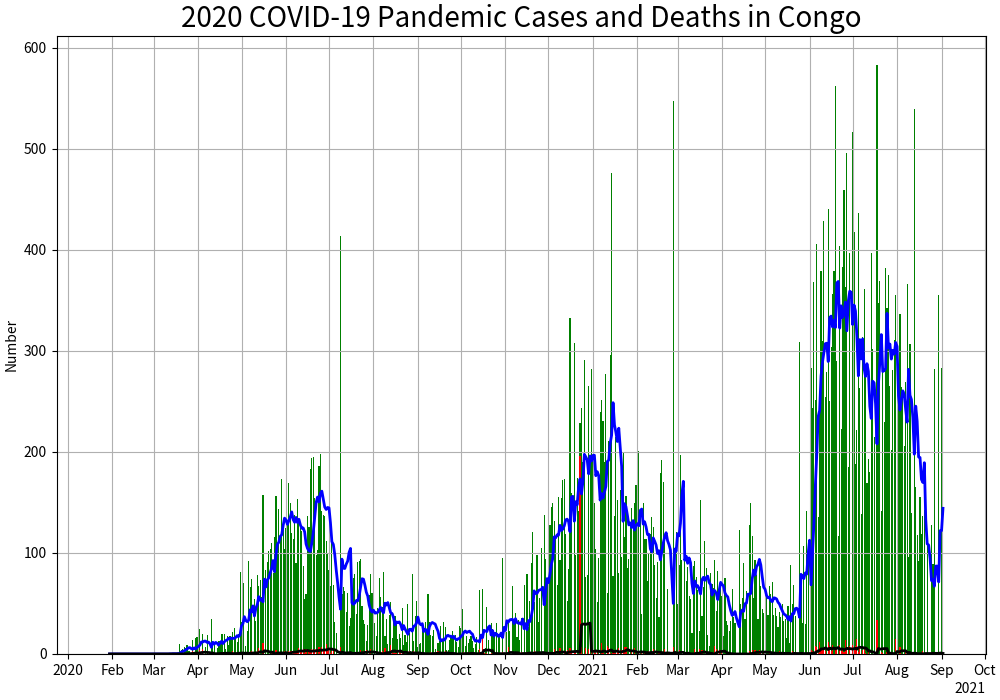 2020 COVID-19 Pandemic Cases and Deaths in Congo
600
500
400
300
200
100
0
Number
2020 Feb Mar Apr May Jun Jul Aug Sep Oct Nov Dec 2021 Feb Mar Apr May Jun Jul Aug Sep Oct
2021